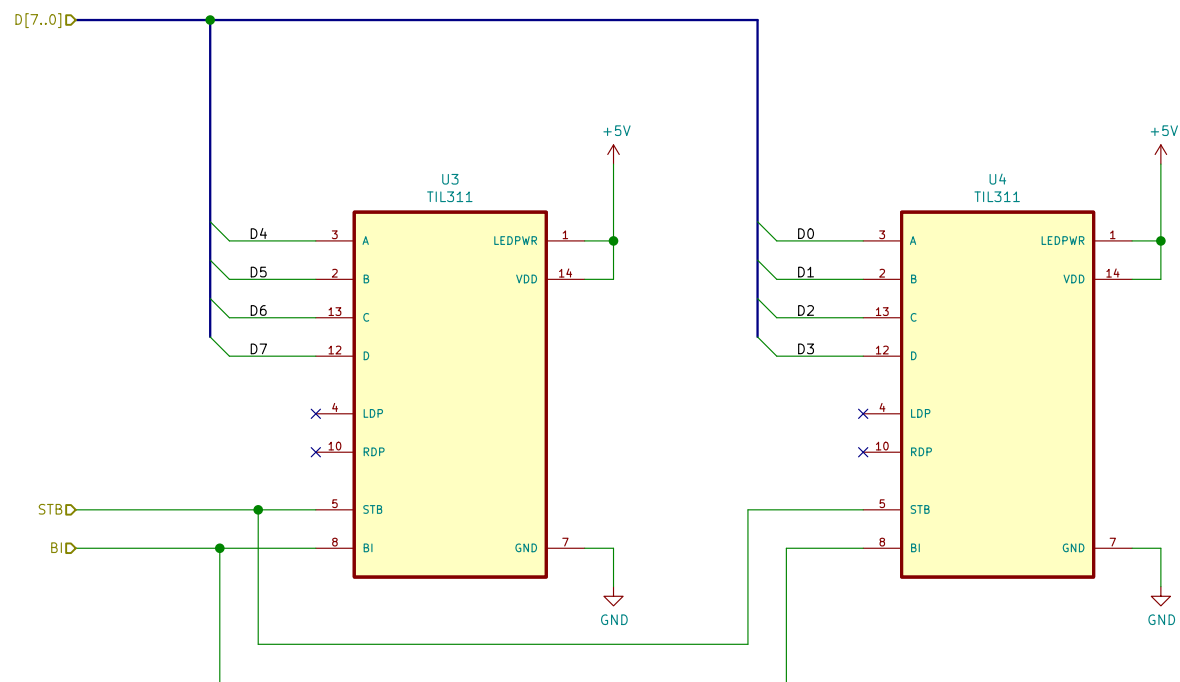 D[7..0]
+5V
+5V
U3
TIL311
U4
TIL311
D4 3 A LEDPWR 1
D0 3 A LEDPWR 1
D5 2 B VDD 14
D1 2 B VDD 14
D6 13 C
D2 13 C
D7 12 D
D3 12 D
4 LDP
4 LDP
10 RDP
10 RDP
STB 5 STB
5 STB
BI 8 BI GND 7
8 BI GND 7
GND
GND